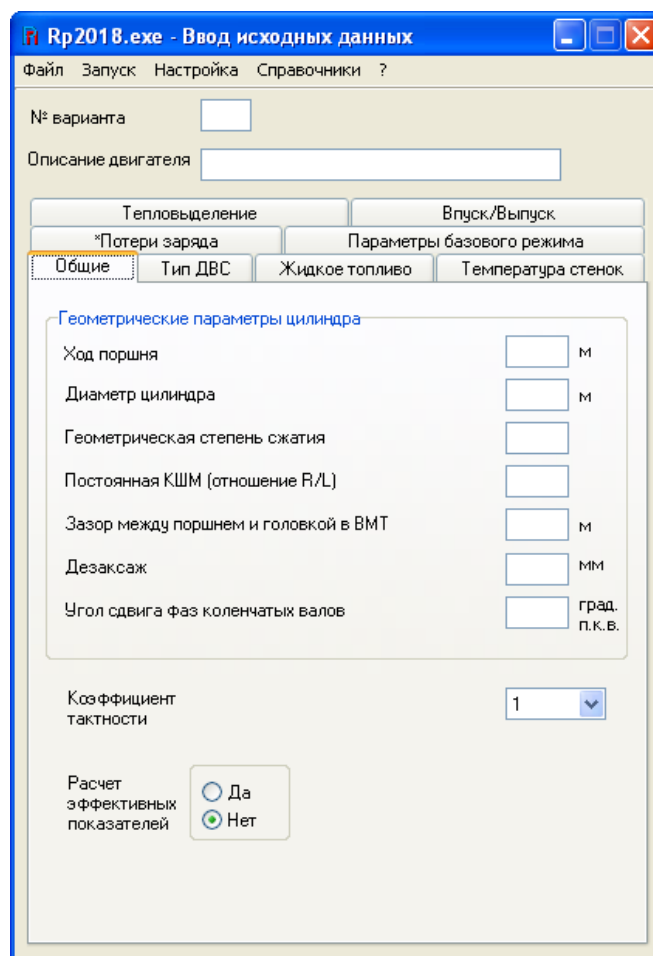 Rp2018.exe - Ввод исходных данных
Файл Запуск Настройка Справочники ?
№ варианта
Описание двигателя
Тепловыделение Впуск/Выпуск
*Потери заряда Параметры базового режима
Общие Тип ДВС Жидкое топливо Температура стенок
Геометрические параметры цилиндра
Ход поршня м
Диаметр цилиндра м
Геометрическая степень сжатия
Постоянная КШМ (отношение R/L)
Зазор между поршнем и головкой в ВМТ м
Дезаксаж мм
Угол сдвига фаз коленчатых валов град.
п.к.в.
Коэффициент
тактности
1
Расчет
эффективных
показателей
Да
Нет